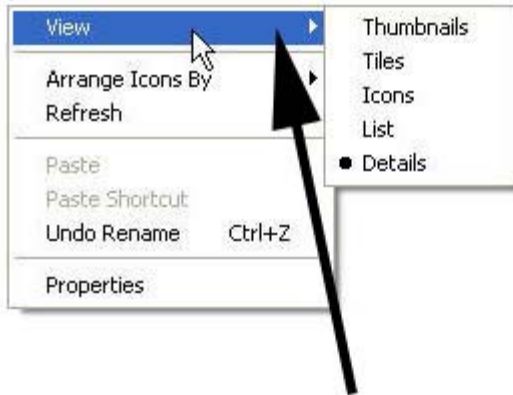 View
Arrange Icons By
Refresh
Paste
Paste Shortcut
Undo Rename Ctrl+Z
Properties
Thumbnails
Tiles
Icons
List
Details